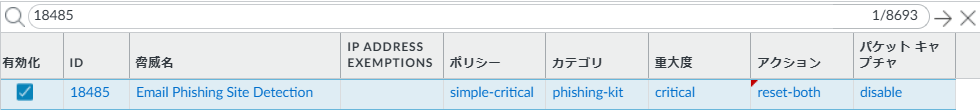 18485
1/8693
有効化 ID 脅威名 IP ADDRESS EXEMPTIONS ポリシー カテゴリ 重大度 アクション パケット キャプチャ
18485 Email Phishing Site Detection simple-critical phishing-kit critical reset-both disable